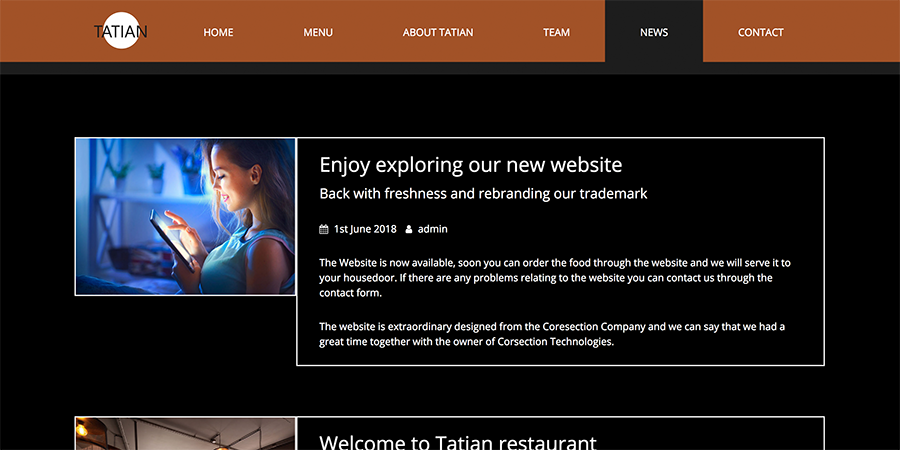 TATIAN
HOME
MENU
ABOUT TATIAN
TEAM
NEWS
CONTACT
Enjoy exploring our new website
Back with freshness and rebranding our trademark
1st June 2018 admin
The Website is now available, soon you can order the food through the website and we will serve it to
your housedoor. If there are any problems relating to the website you can contact us through the
contact form.
The website is extraordinary designed from the Coresection Company and we can say that we had a
great time together with the owner of Corsection Technologies.
Welcome to Tatian restaurant